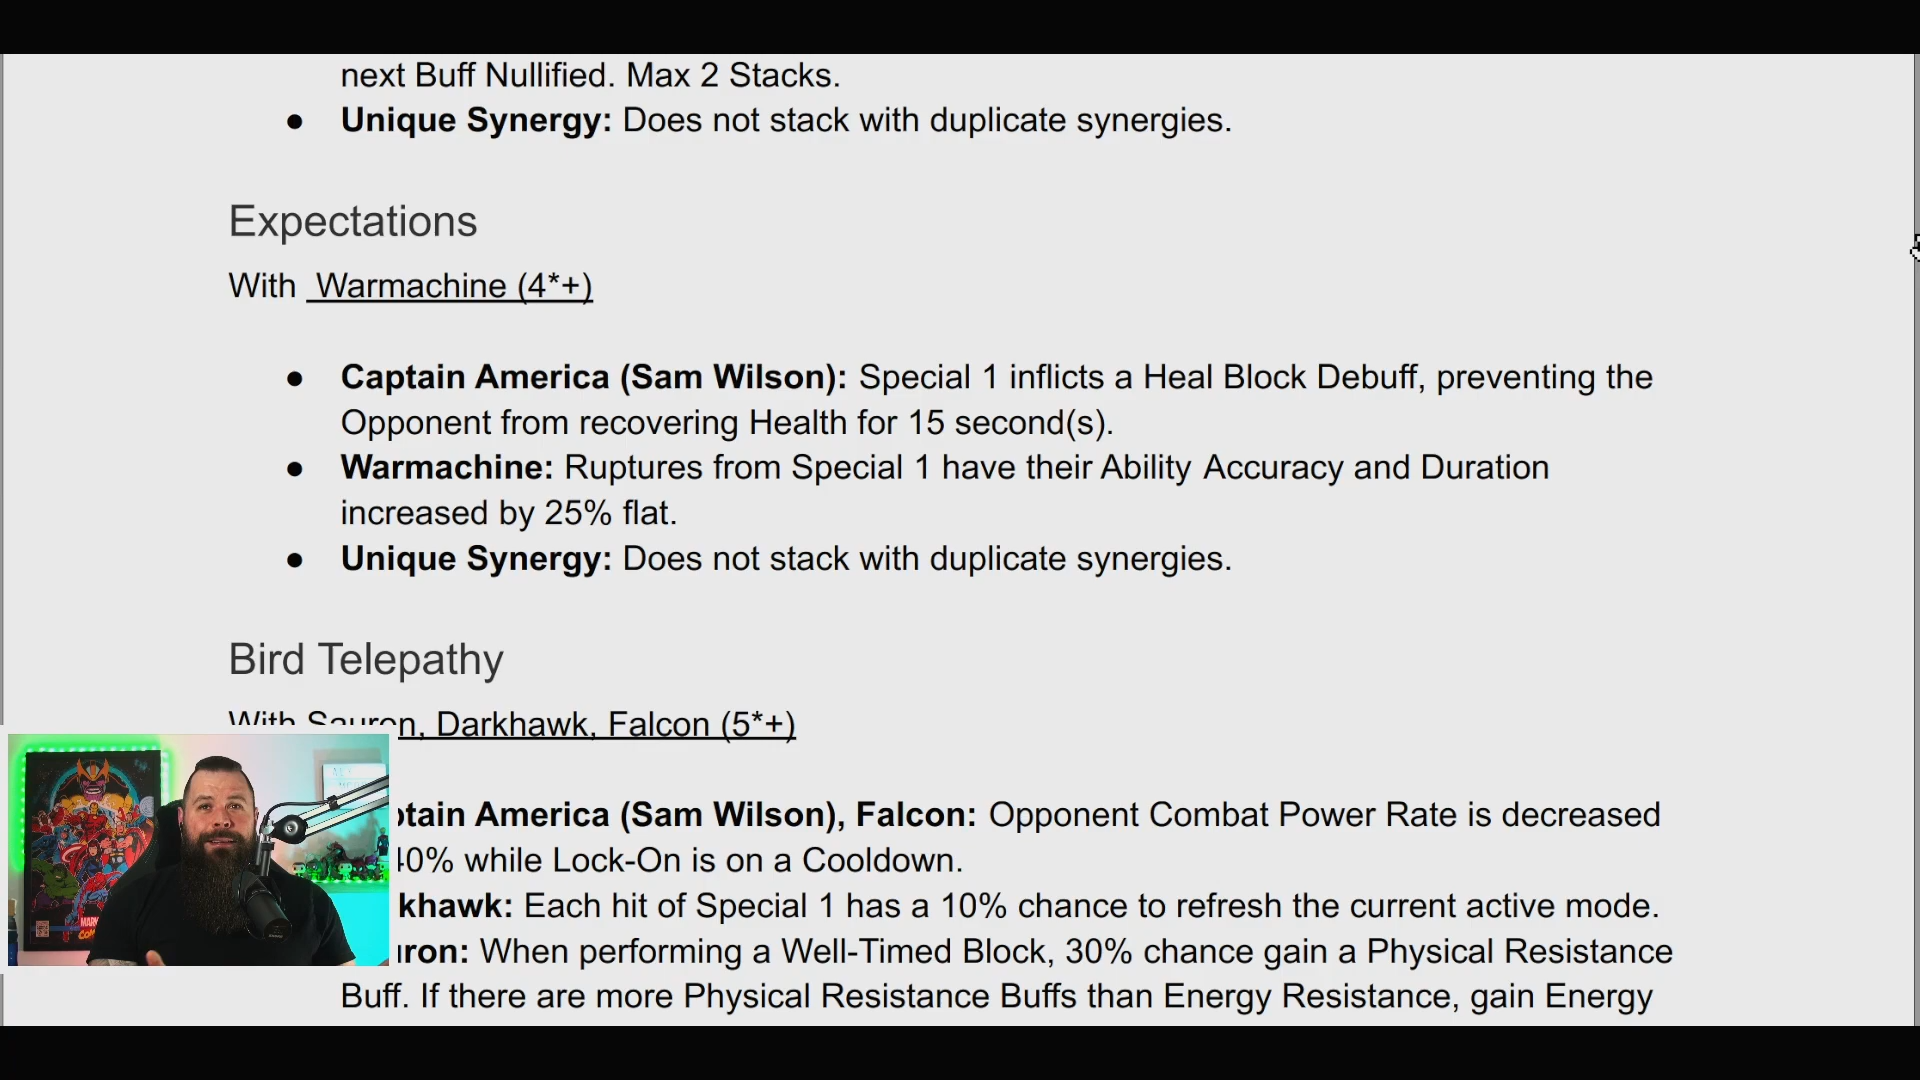 next Buff Nullified. Max 2 Stacks.
● Unique Synergy: Does not stack with duplicate synergies.
Expectations
With Warmachine (4*+)
● Captain America (Sam Wilson): Special 1 inflicts a Heal Block Debuff, preventing the
Opponent from recovering Health for 15 second(s).
● Warmachine: Ruptures from Special 1 have their Ability Accuracy and Duration
increased by 25% flat.
● Unique Synergy: Does not stack with duplicate synergies.
Bird Telepathy
With Sauron, Darkhawk, Falcon (5*+)
ptain America (Sam Wilson), Falcon: Opponent Combat Power Rate is decreased
40% while Lock-On is on a Cooldown.
khawk: Each hit of Special 1 has a 10% chance to refresh the current active mode.
uron: When performing a Well-Timed Block, 30% chance gain a Physical Resistance
Buff. If there are more Physical Resistance Buffs than Energy Resistance, gain Energy